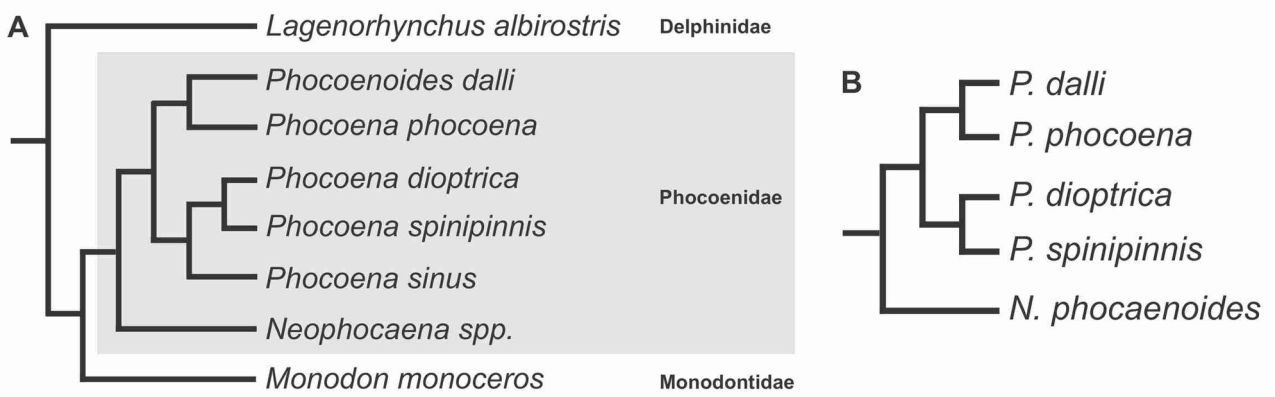 A
Lagenorhynchus albirostris Delphinidae
Phocoenoides dalli
Phocoena phocoena
Phocoena dioptrica
Phocoenidae
Phocoena spinipinnis
Phocoena sinus
Neophocaena spp.
Monodon monoceros Monodontidae
B
P. dalli
P. phocoena
P. dioptrica
P. spinipinnis
N. phocaenoides